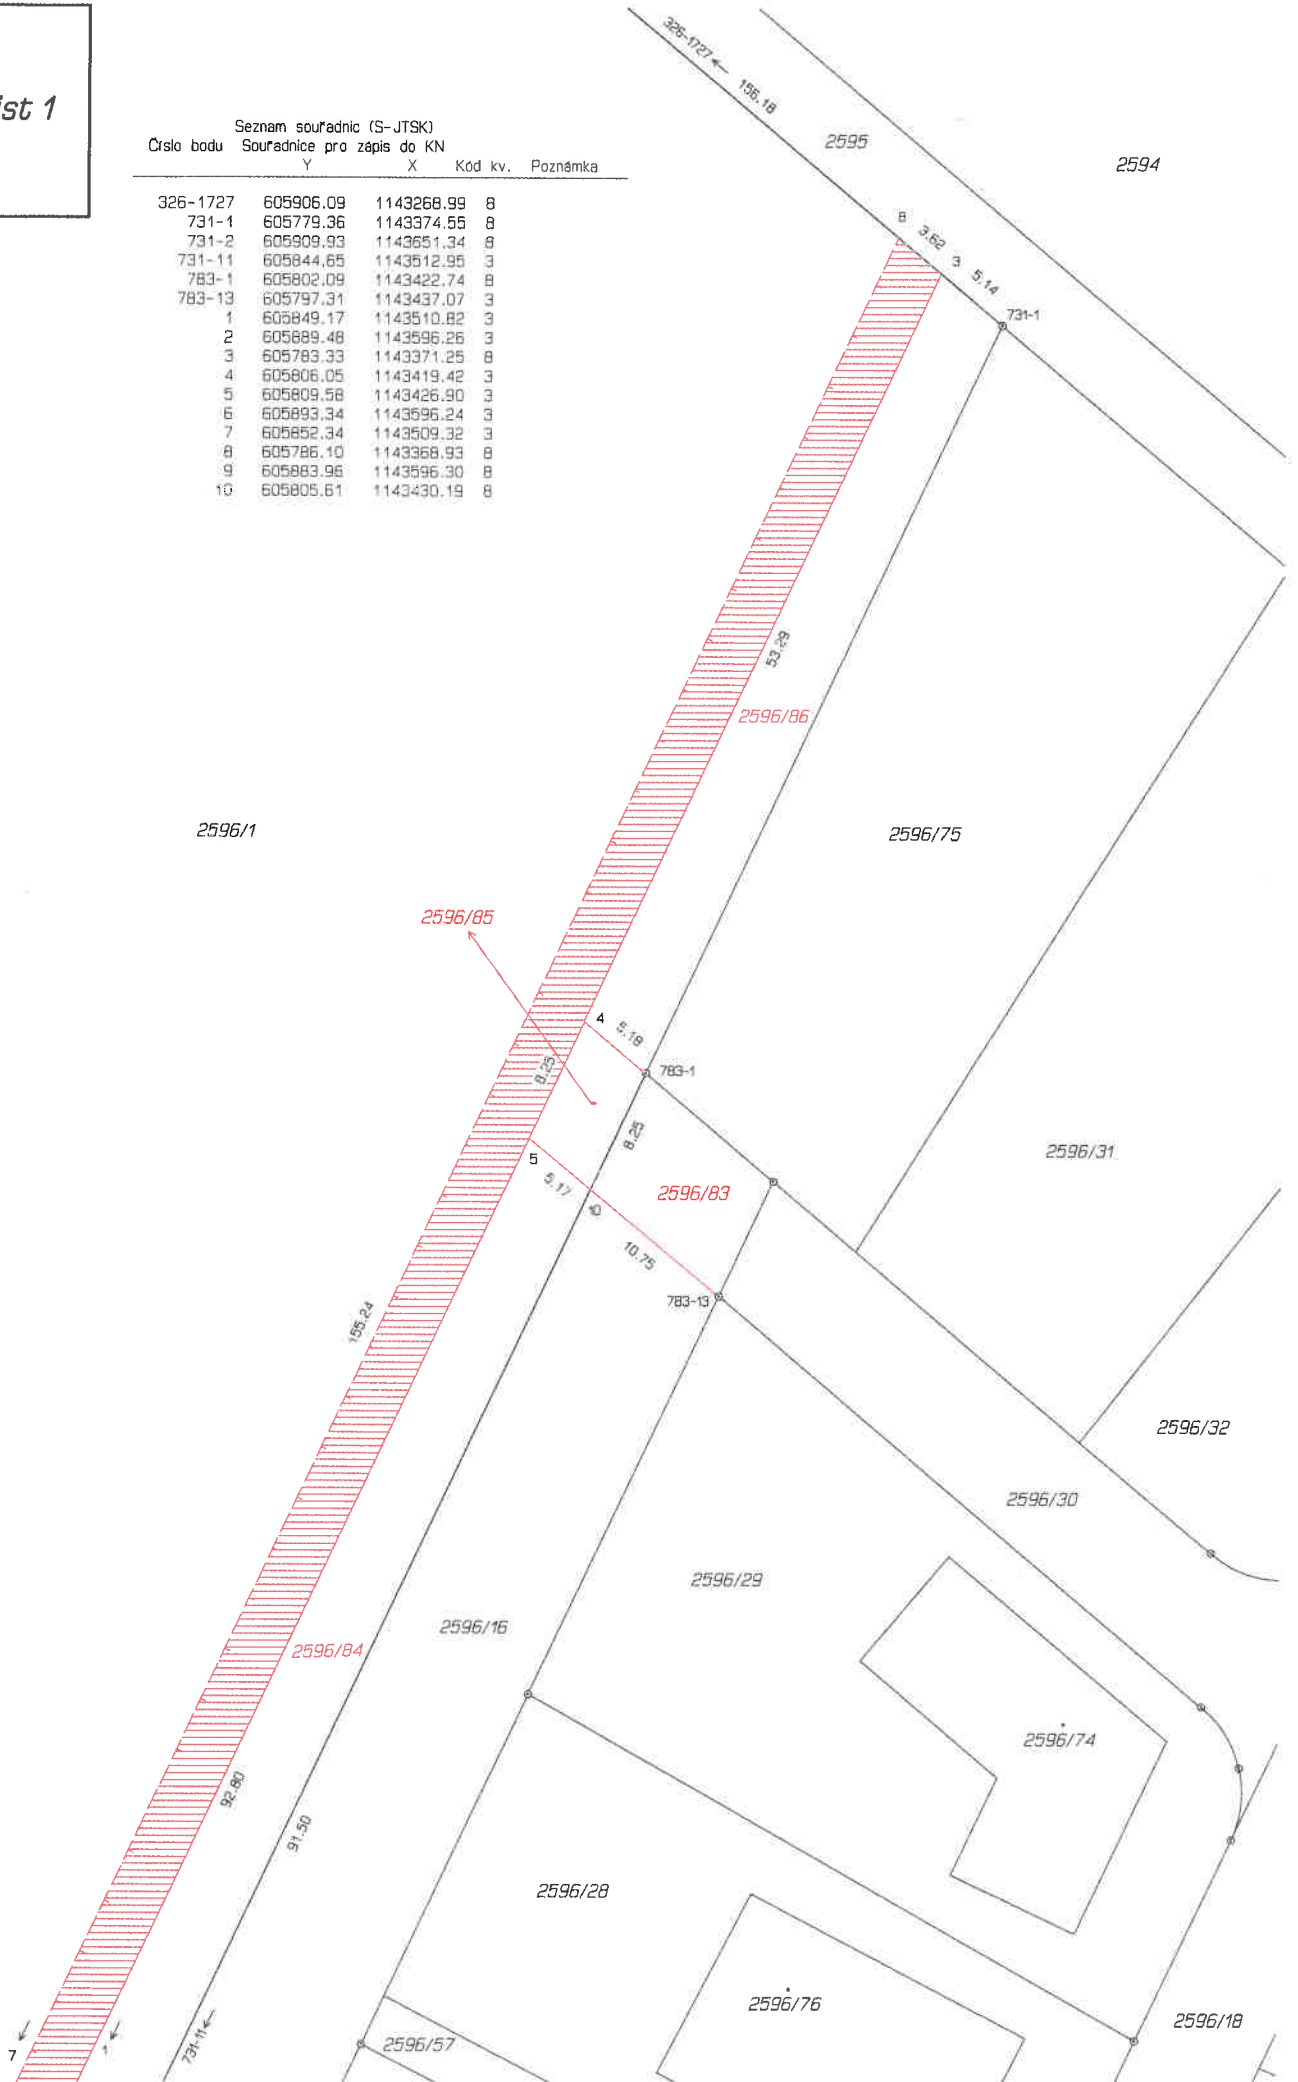 ist 1
Seznam souřadnic (S-JTSK)
Číslo bodu Souřadnice pro zápis do KN
Y X Kód kv. Poznámka
326-1727 605906.09 1143268.99 8
731-1 605779.36 1143374.55 8
731-2 605909.93 1143651.34 8
731-11 605844.65 1143512.95 3
783-1 605802.09 1143422.74 8
783-13 605797.31 1143437.07 3
1 605849.17 1143510.82 3
2 605889.48 1143596.26 3
3 605783.33 1143371.25 8
4 605806.05 1143419.42 3
5 605809.58 1143426.90 3
6 605893.34 1143596.24 3
7 605852.34 1143509.32 3
8 605786.10 1143368.93 8
9 605883.96 1143596.30 8
10 605805.61 1143430.19 8
326-1727
156.18
2595
2594
8
3.62
3
5.14
731-1
53.29
2596/86
2596/1
2596/75
2596/85
4
5.18
8.25
783-1
8.25
5
5.17
10
2596/83
2596/31
10.75
783-13
155.24
2596/32
2596/30
2596/29
2596/16
2596/84
2596/74
92.80
91.50
2596/28
2596/76
2596/18
731-11
2596/57
7
1